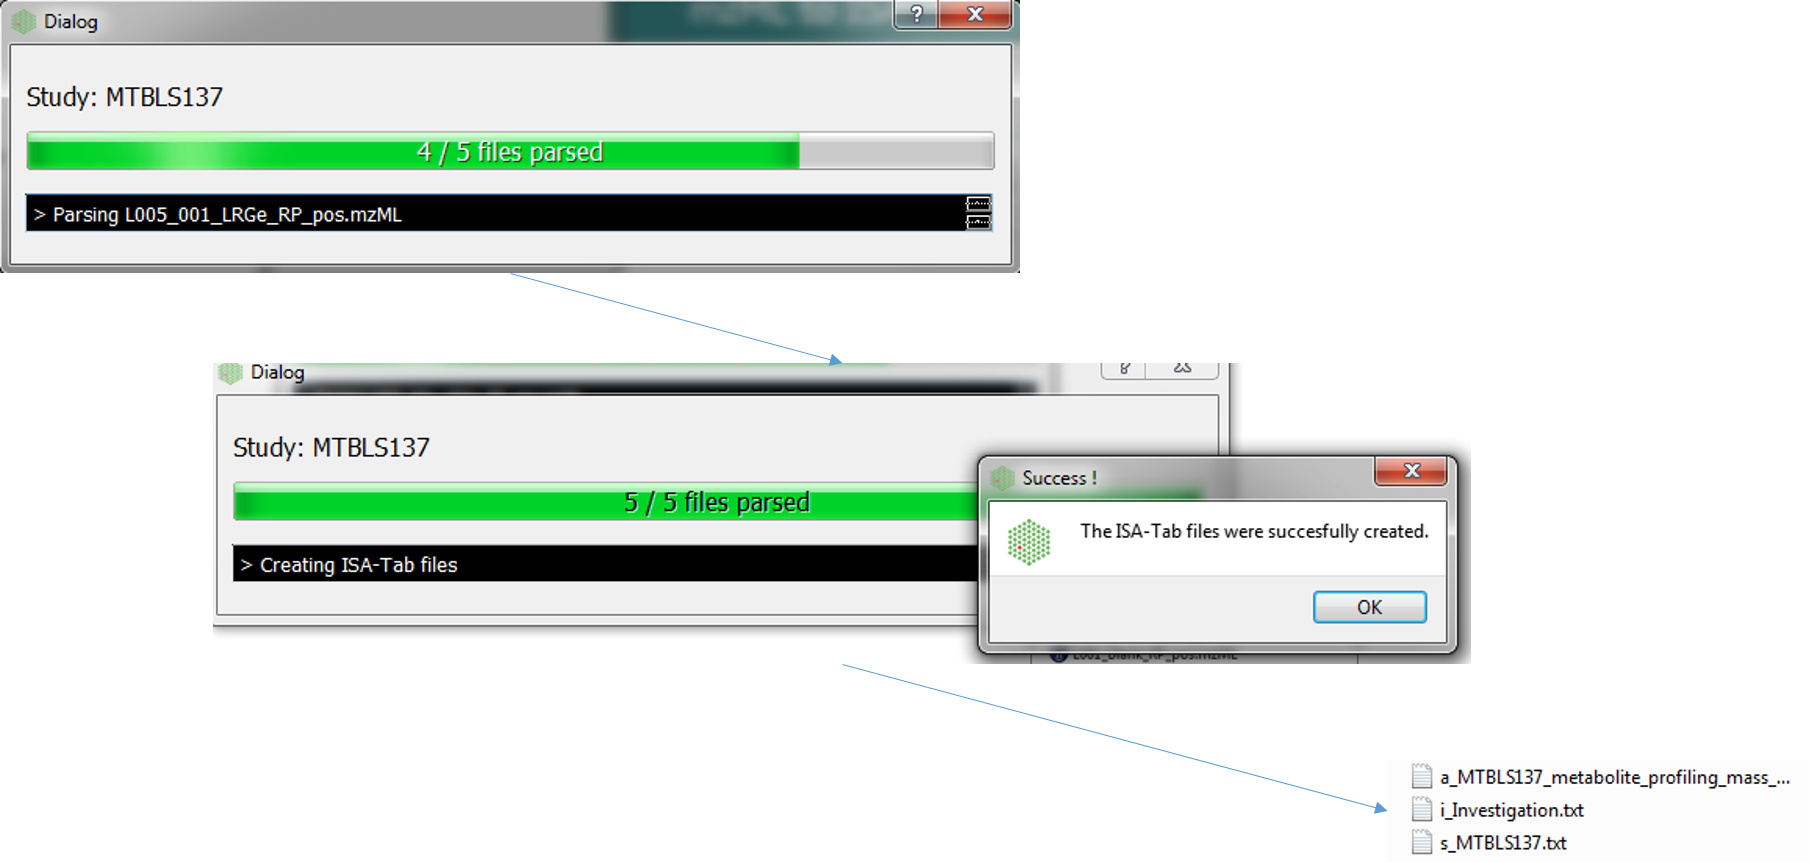 Dialog
?
Study: MTBLS137
4 / 5 files parsed
> Parsing L005_001_LRGe_RP_pos.mzML
Dialog
Study: MTBLS137
5 / 5 files parsed
> Creating ISA-Tab files
Success !
The ISA-Tab files were succesfully created.
OK
a_MTBLS137_metabolite_profiling_mass_...
i_Investigation.txt
s_MTBLS137.txt